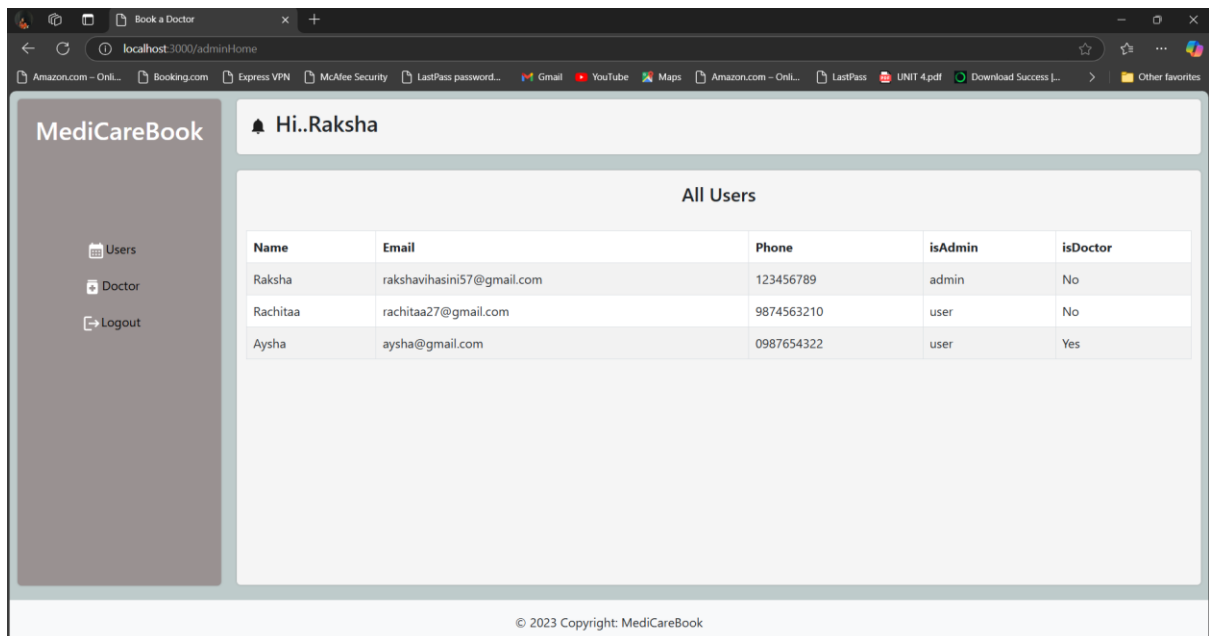 Book a Doctor
localhost:3000/adminHome
Amazon.com – Onli... Booking.com Express VPN McAfee Security LastPass password... Gmail YouTube Maps Amazon.com – Onli... LastPass UNIT 4.pdf Download Success |... Other favorites
MediCareBook
Hi..Raksha
Users
Doctor
Logout
All Users
Name Email Phone isAdmin isDoctor
Raksha rakshavihasini57@gmail.com 123456789 admin No
Rachitaa rachitaa27@gmail.com 9874563210 user No
Aysha aysha@gmail.com 0987654322 user Yes
© 2023 Copyright: MediCareBook